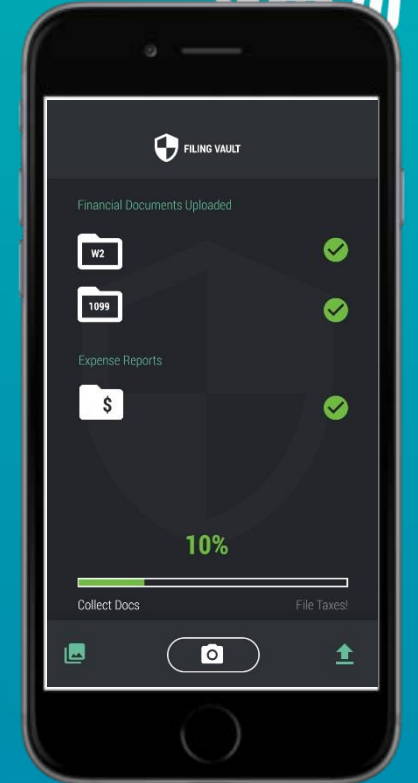 FILING VAULT
Financial Documents Uploaded
W2
1099
Expense Reports
$
10%
Collect Docs
File Taxes!